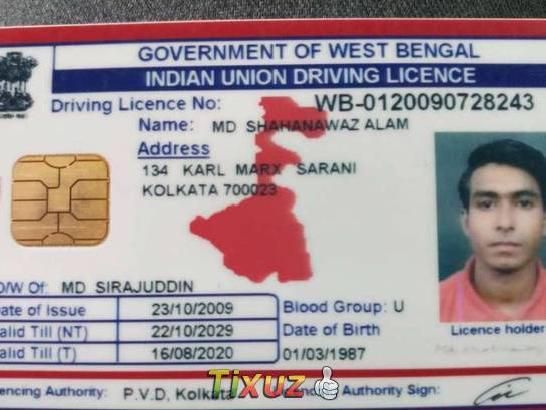 GOVERNMENT OF WEST BENGAL
INDIAN UNION DRIVING LICENCE
Driving Licence No: WB-0120090728243
Name: MD SHAHANAWAZ ALAM
Address
134 KARL MARX SARANI
KOLKATA 700023
D/W Of: MD SIRAJUDDIN
ate of Issue 23/10/2009 Blood Group: U
alid Till (NT) 22/10/2029 Date of Birth
alid Till (T) 16/08/2020 01/03/1987
Licence holder
encing Authority: P.V.D, Kolkata Authority Sign:
Tixuz